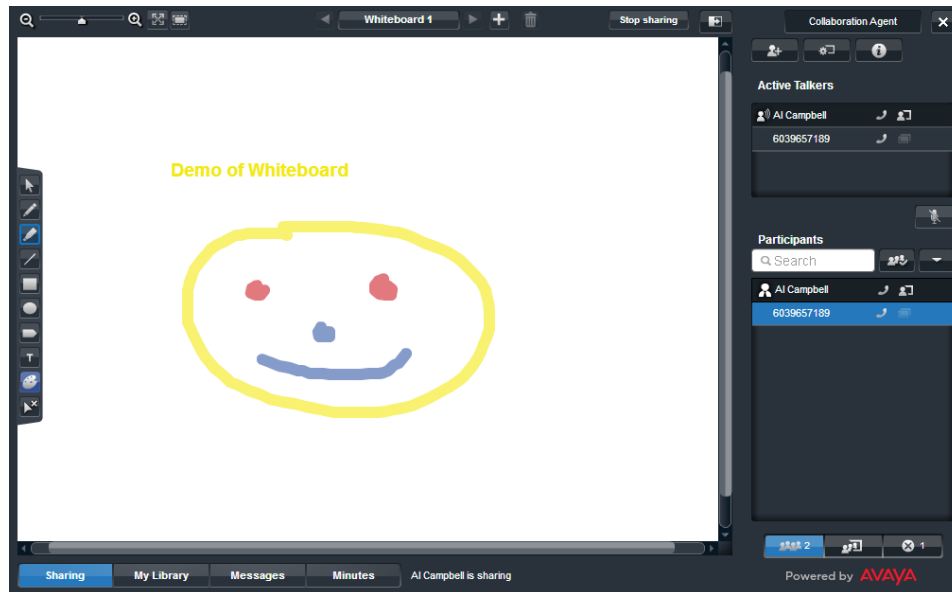 Whiteboard 1
Stop sharing
Collaboration Agent
Active Talkers
Al Campbell
6039657189
Demo of Whiteboard
Participants
Search
Al Campbell
6039657189
T
2
1
Sharing
My Library
Messages
Minutes
Al Campbell is sharing
Powered by AVAYA